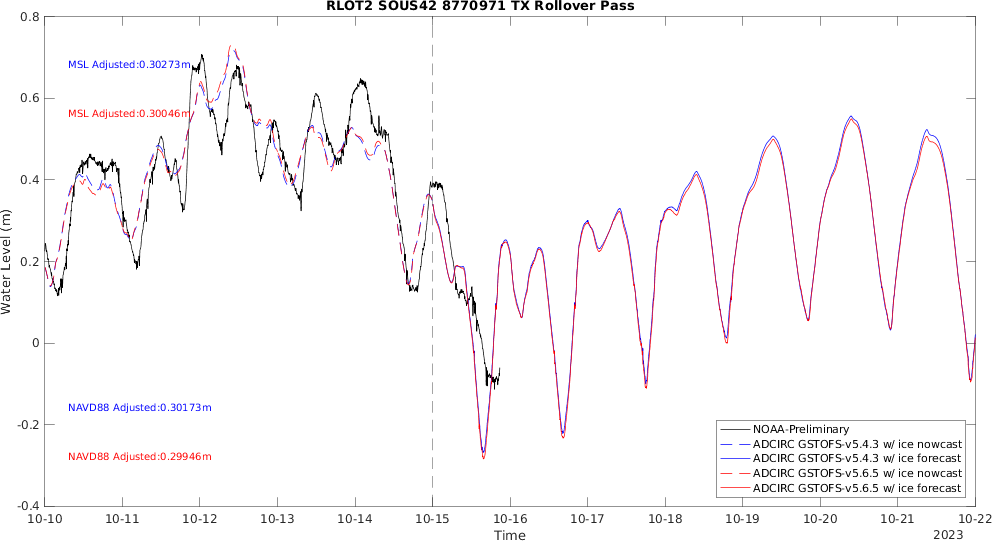 RLOT2 SOUS42 8770971 TX Rollover Pass
0.8
0.6
0.4
0.2
0
-0.2
-0.4
Water Level (m)
MSL Adjusted:0.30273m
MSL Adjusted:0.30046m
NAVD88 Adjusted:0.30173m
NAVD88 Adjusted:0.29946m
NOAA-Preliminary
ADCIRC GSTOFS-v5.4.3 w/ ice nowcast
ADCIRC GSTOFS-v5.4.3 w/ ice forecast
ADCIRC GSTOFS-v5.6.5 w/ ice nowcast
ADCIRC GSTOFS-v5.6.5 w/ ice forecast
10-10 10-11 10-12 10-13 10-14 10-15 10-16 10-17 10-18 10-19 10-20 10-21 10-22
Time
2023